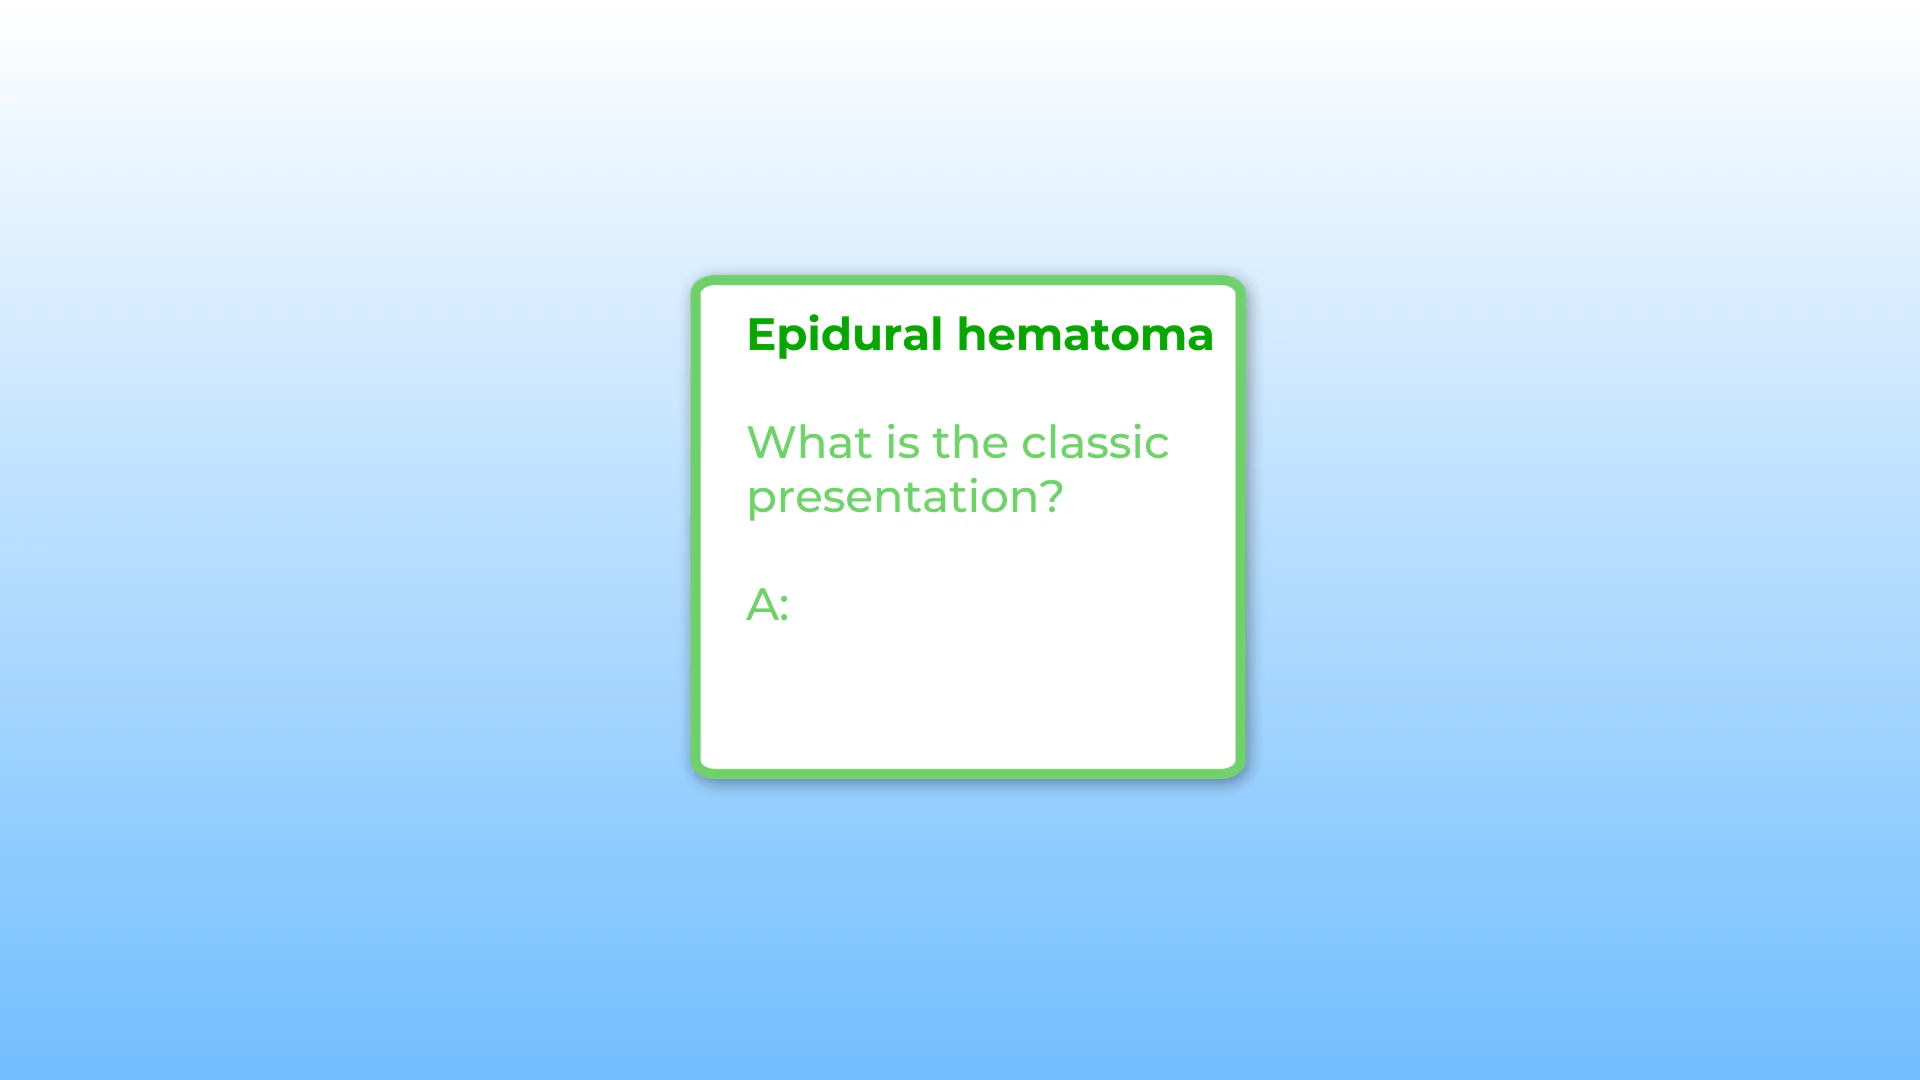 Epidural hematoma
What is the classic
presentation?
A: